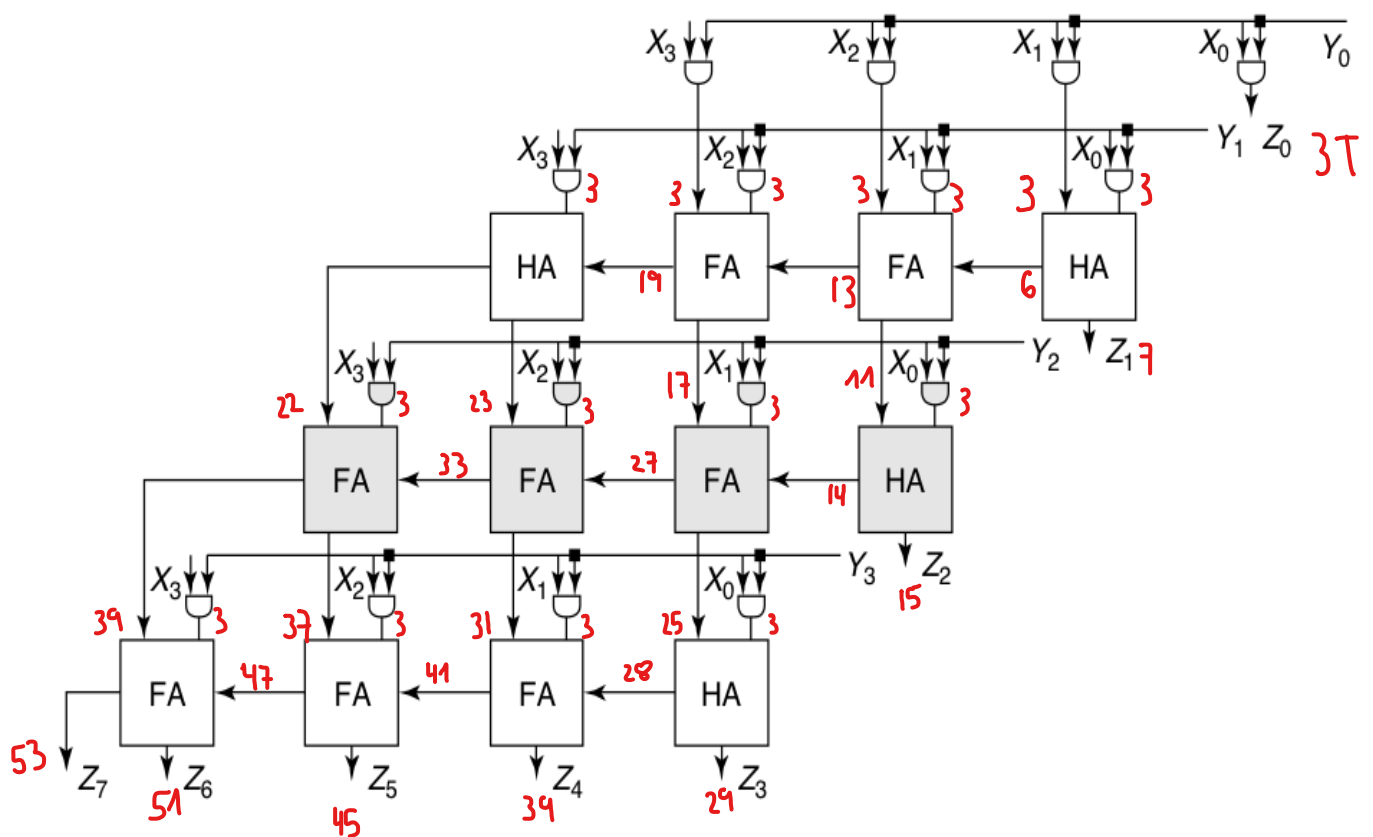 X3 X2 X1 X0 Y0
X3 X2 X1 X0 Y1 Z0 3T
3 3 3 3 3 3 3
HA FA FA HA
19 13 6
X3 X2 X1 X0 Y2 Z1 7
22 3 23 3 17 3 11 3
FA FA FA HA
33 27 14
X3 X2 X1 X0 Y3 Z2
15
39 3 37 3 31 3 25 3
FA FA FA HA
47 41 28
53 Z7 Z6 Z5 Z4 Z3
51 45 39 29